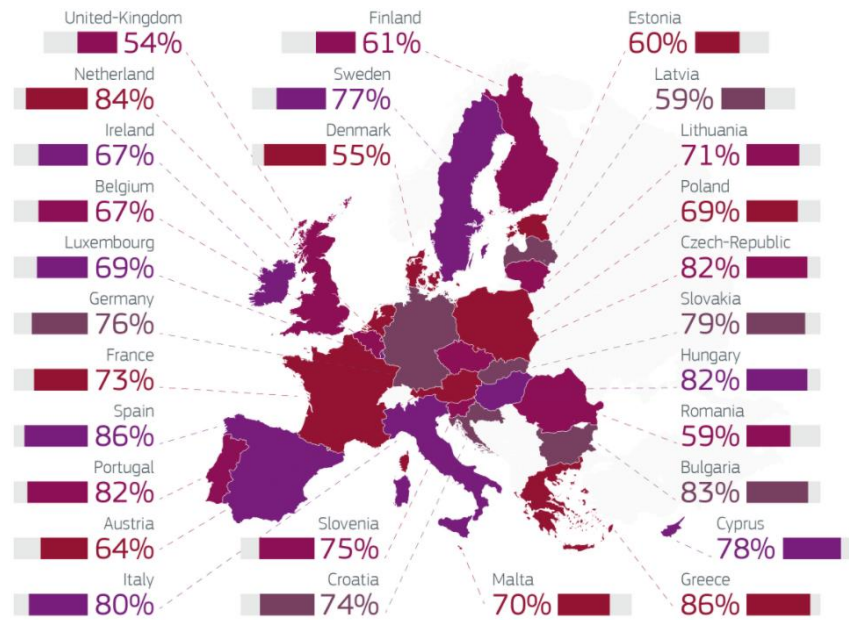 United-Kingdom
54%
Finland
61%
Estonia
60%
Netherland
84%
Sweden
77%
Latvia
59%
Ireland
67%
Denmark
55%
Lithuania
71%
Belgium
67%
Poland
69%
Luxembourg
69%
Czech-Republic
82%
Germany
76%
Slovakia
79%
France
73%
Hungary
82%
Spain
86%
Romania
59%
Portugal
82%
Bulgaria
83%
Austria
64%
Slovenia
75%
Cyprus
78%
Italy
80%
Croatia
74%
Malta
70%
Greece
86%